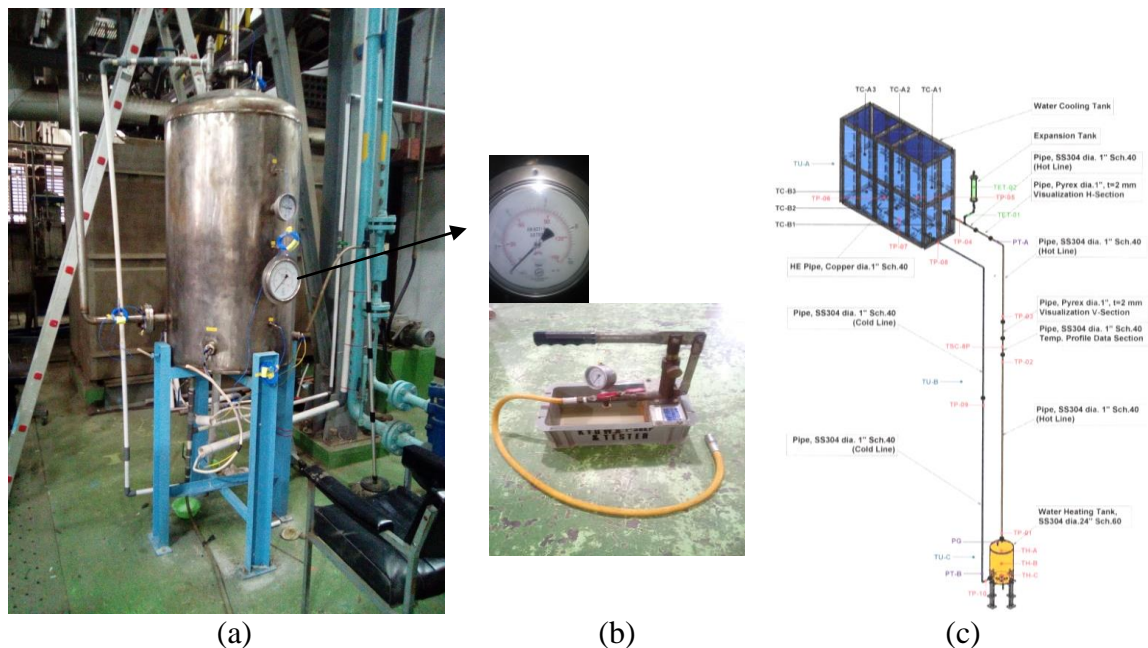 & TESTER
TC-A3
TC-A2
TC-A1
Water Cooling Tank
Expansion Tank
Pipe, SS304 dia. 1" Sch.40
(Hot Line)
TU-A
TET-02
Pipe, Pyrex dia.1", t=2 mm
Visualization H-Section
TC-B3
TC-B2
TC-B1
TP-06
TP-07
TP-04
TET-01
PT-A
HE Pipe, Copper dia.1" Sch.40
Pipe, SS304 dia. 1" Sch.40
(Hot Line)
Pipe, SS304 dia. 1" Sch.40
(Cold Line)
Pipe, Pyrex dia.1", t=2 mm
Visualization V-Section
TP-03
Pipe, SS304 dia. 1" Sch.40
Temp. Profile Data Section
TP-02
TU-B
TP-09
Pipe, SS304 dia. 1" Sch.40
(Hot Line)
Pipe, SS304 dia. 1" Sch.40
(Cold Line)
Water Heating Tank,
SS304 dia.24" Sch.60
TP-01
PG
TH-A
TU-C
TH-B
PT-B
TH-C
TP-10
(a)
(b)
(c)